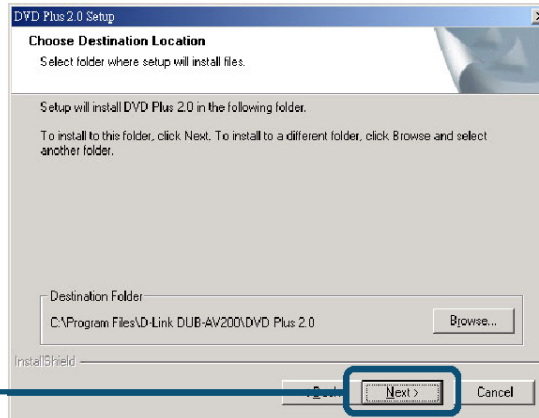 DVD Plus 2.0 Setup
Choose Destination Location
Select folder where setup will install files.
Setup will install DVD Plus 2.0 in the following folder.
To install to this folder, click Next. To install to a different folder, click Browse and select
another folder.
Destination Folder
C:\Program Files\D-Link DUB-AV200\DVD Plus 2.0
Browse...
InstallShield
Next >
Cancel